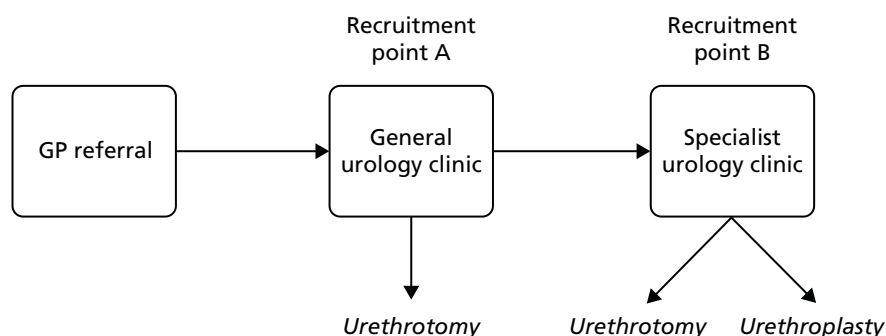 Recruitment
point A
Recruitment
point B
GP referral
General
urology clinic
Specialist
urology clinic
Urethrotomy
Urethrotomy
Urethroplasty